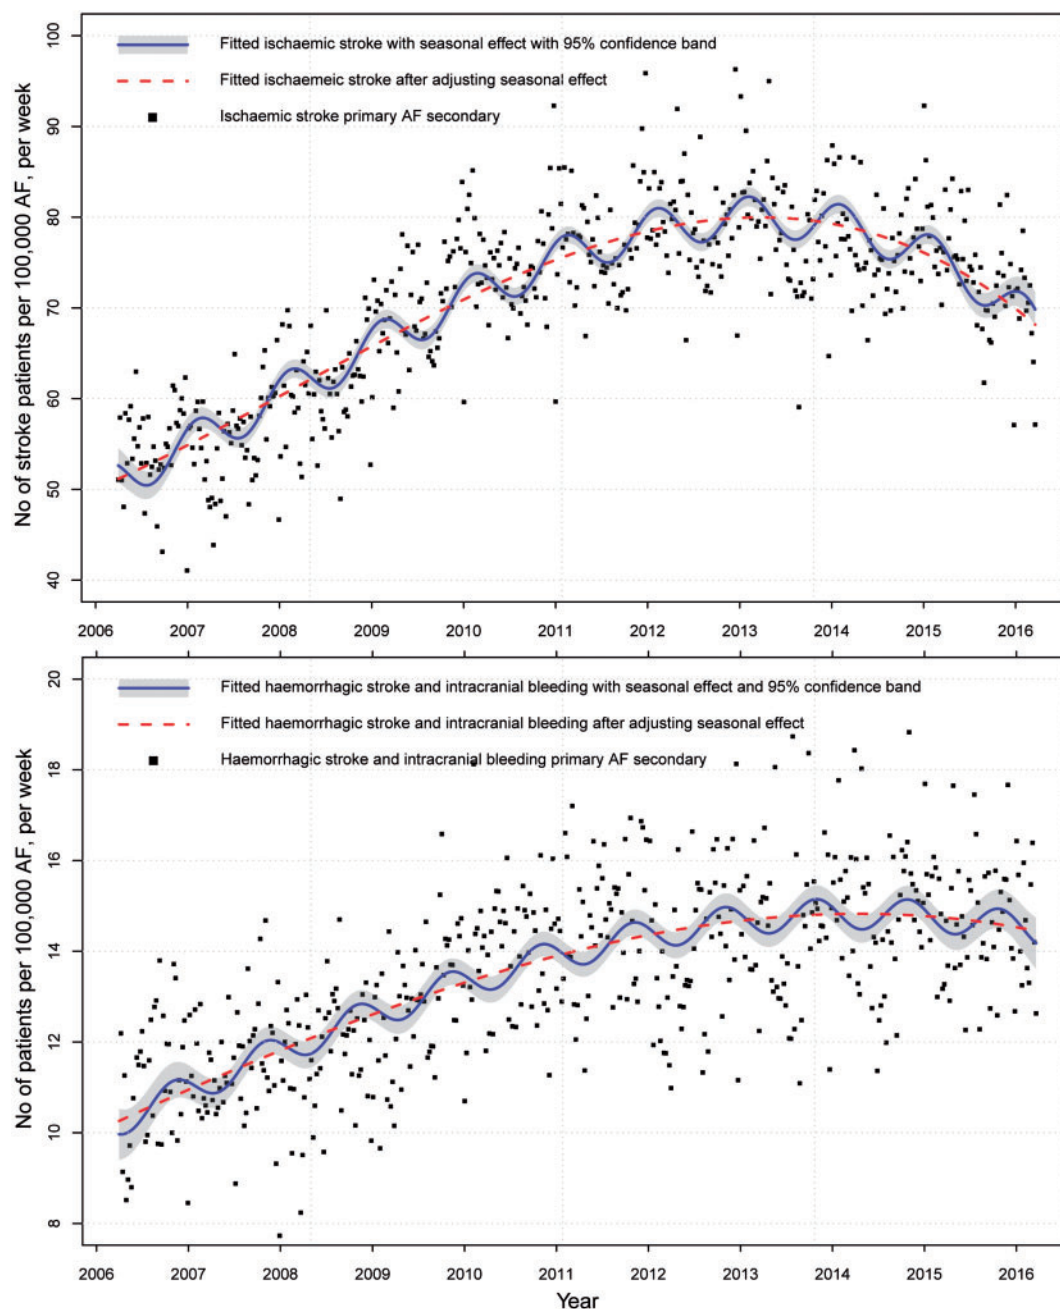 No of stroke patients per 100,000 AF, per week
100
90
80
70
60
50
40
Fitted ischaemic stroke with seasonal effect with 95% confidence band
Fitted ischaemeic stroke after adjusting seasonal effect
Ischaemic stroke primary AF secondary
2006 2007 2008 2009 2010 2011 2012 2013 2014 2015 2016
No of patients per 100,000 AF, per week
20
18
16
14
12
10
8
Fitted haemorrhagic stroke and intracranial bleeding with seasonal effect and 95% confidence band
Fitted haemorrhagic stroke and intracranial bleeding after adjusting seasonal effect
Haemorrhagic stroke and intracranial bleeding primary AF secondary
2006 2007 2008 2009 2010 2011 2012 2013 2014 2015 2016
Year